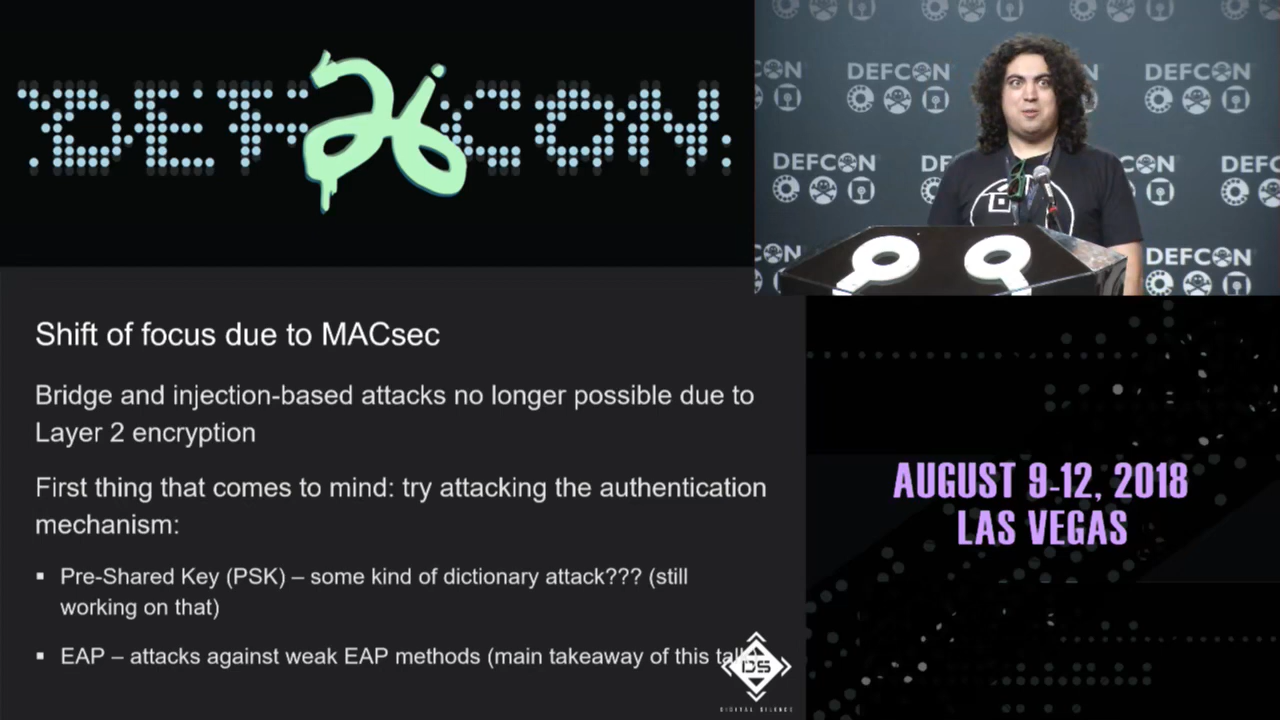 DEF 26 CON
DEFCON
DEFCON
DEFCON
DEFCON
Shift of focus due to MACsec
Bridge and injection-based attacks no longer possible due to
Layer 2 encryption
First thing that comes to mind: try attacking the authentication
mechanism:
▪ Pre-Shared Key (PSK) – some kind of dictionary attack??? (still
working on that)
▪ EAP – attacks against weak EAP methods (main takeaway of this
DS
DIGITAL SILENCE
AUGUST 9-12, 2018
LAS VEGAS